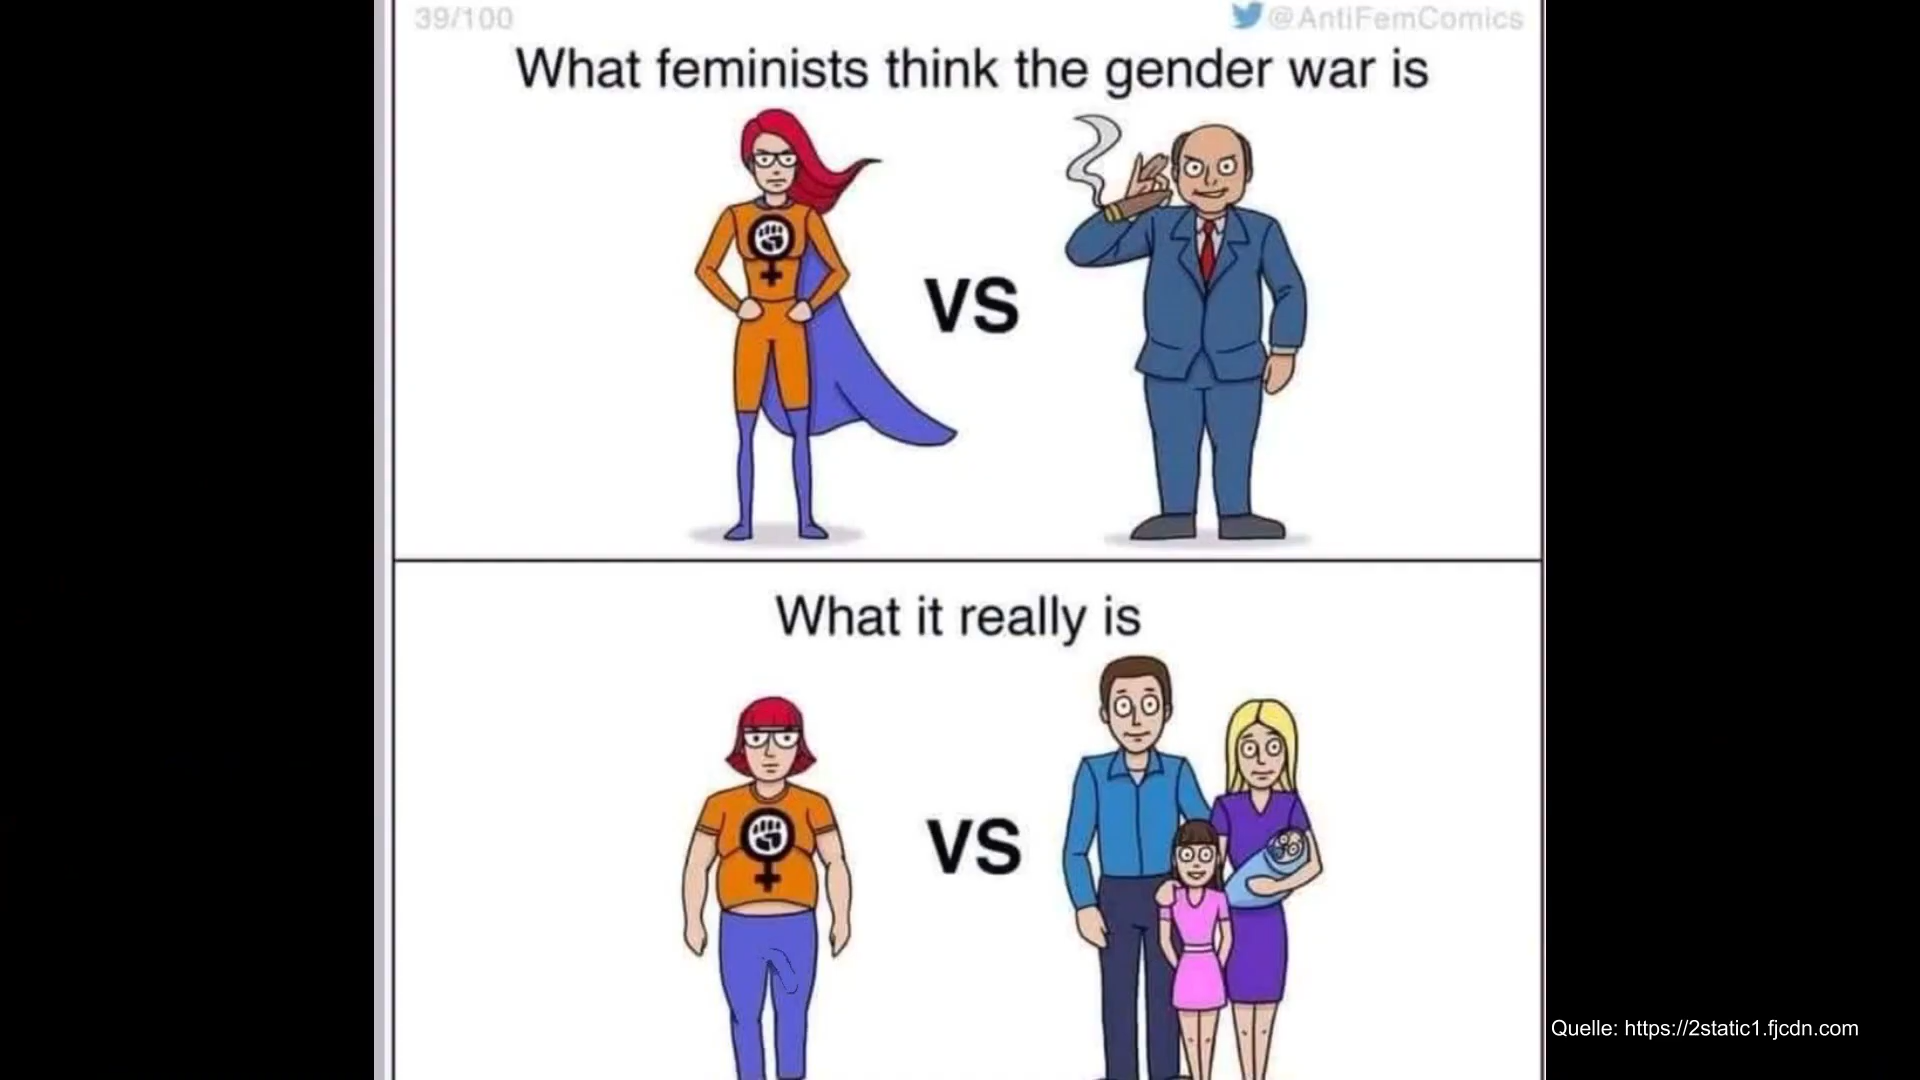 39/100
@AntiFemComics
What feminists think the gender war is
VS
What it really is
VS
Quelle: https://2static1.fjcdn.com